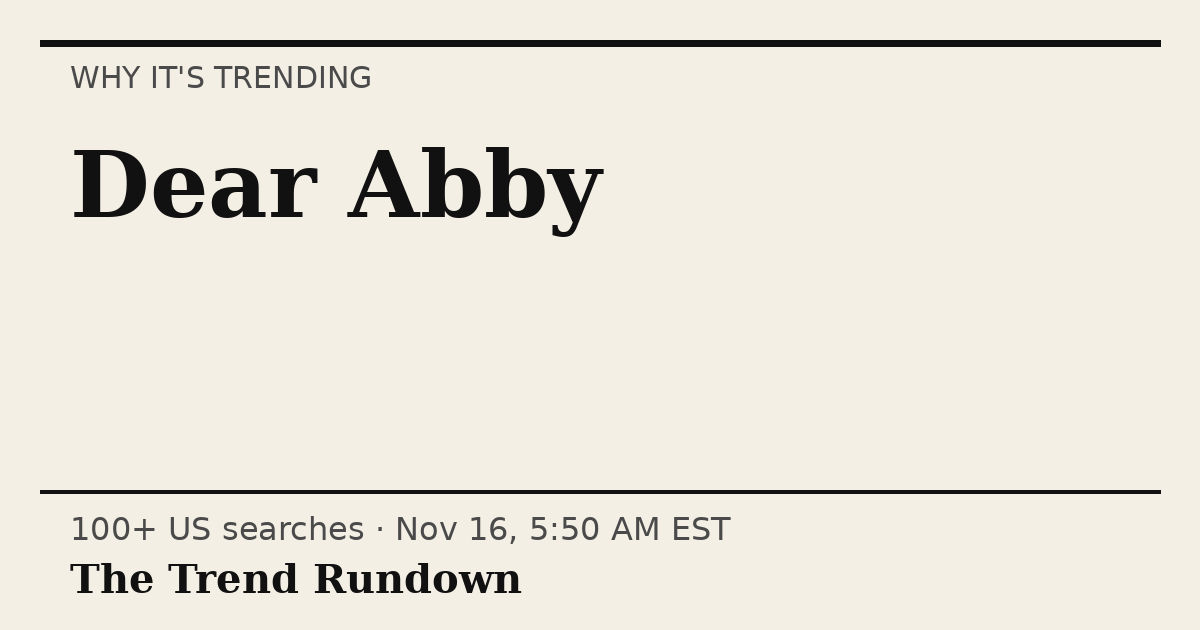 WHY IT'S TRENDING
Dear Abby
100+ US searches · Nov 16, 5:50 AM EST
The Trend Rundown